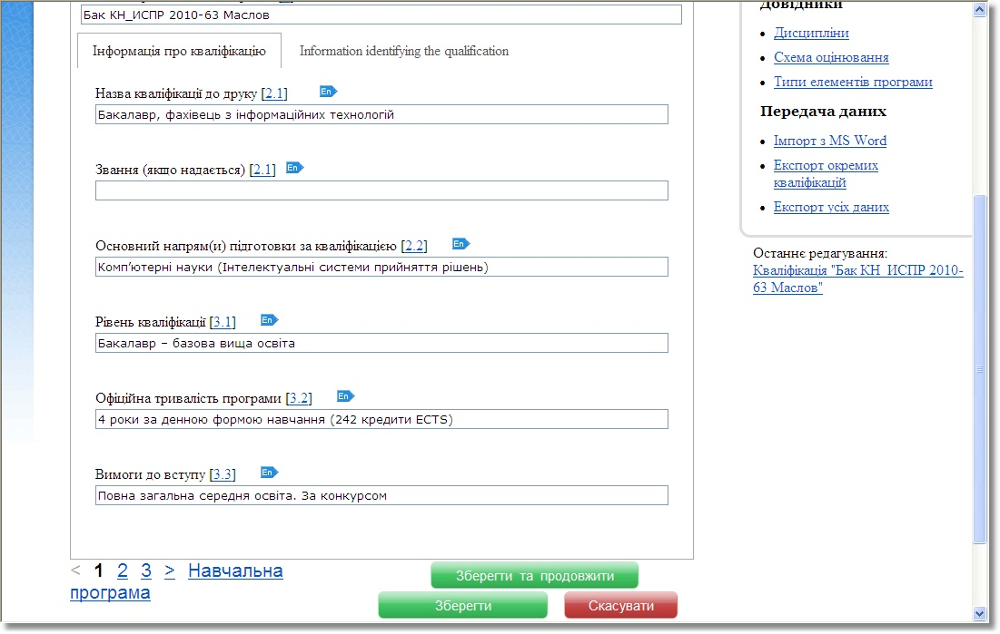 Бак КН_ИСПР 2010-63 Маслов
Інформація про кваліфікацію
Information identifying the qualification
Назва кваліфікації до друку [2.1] En
Бакалавр, фахівець з інформаційних технологій
Звання (якщо надається) [2.1] En
Основний напрям(и) підготовки за кваліфікацією [2.2] En
Комп'ютерні науки (Інтелектуальні системи прийняття рішень)
Рівень кваліфікації [3.1] En
Бакалавр – базова вища освіта
Офіційна тривалість програми [3.2] En
4 роки за денною формою навчання (242 кредити ECTS)
Вимоги до вступу [3.3] En
Повна загальна середня освіта. За конкурсом
< 1 2 3 > Навчальна
програма
Зберегти та продовжити
Зберегти
Скасувати
Довідники
Дисципліни
Схема оцінювання
Типи елементів програми
Передача даних
Імпорт з MS Word
Експорт окремих
кваліфікацій
Експорт усіх даних
Останнє редагування:
Кваліфікація "Бак КН_ИСПР 2010-
63 Маслов"